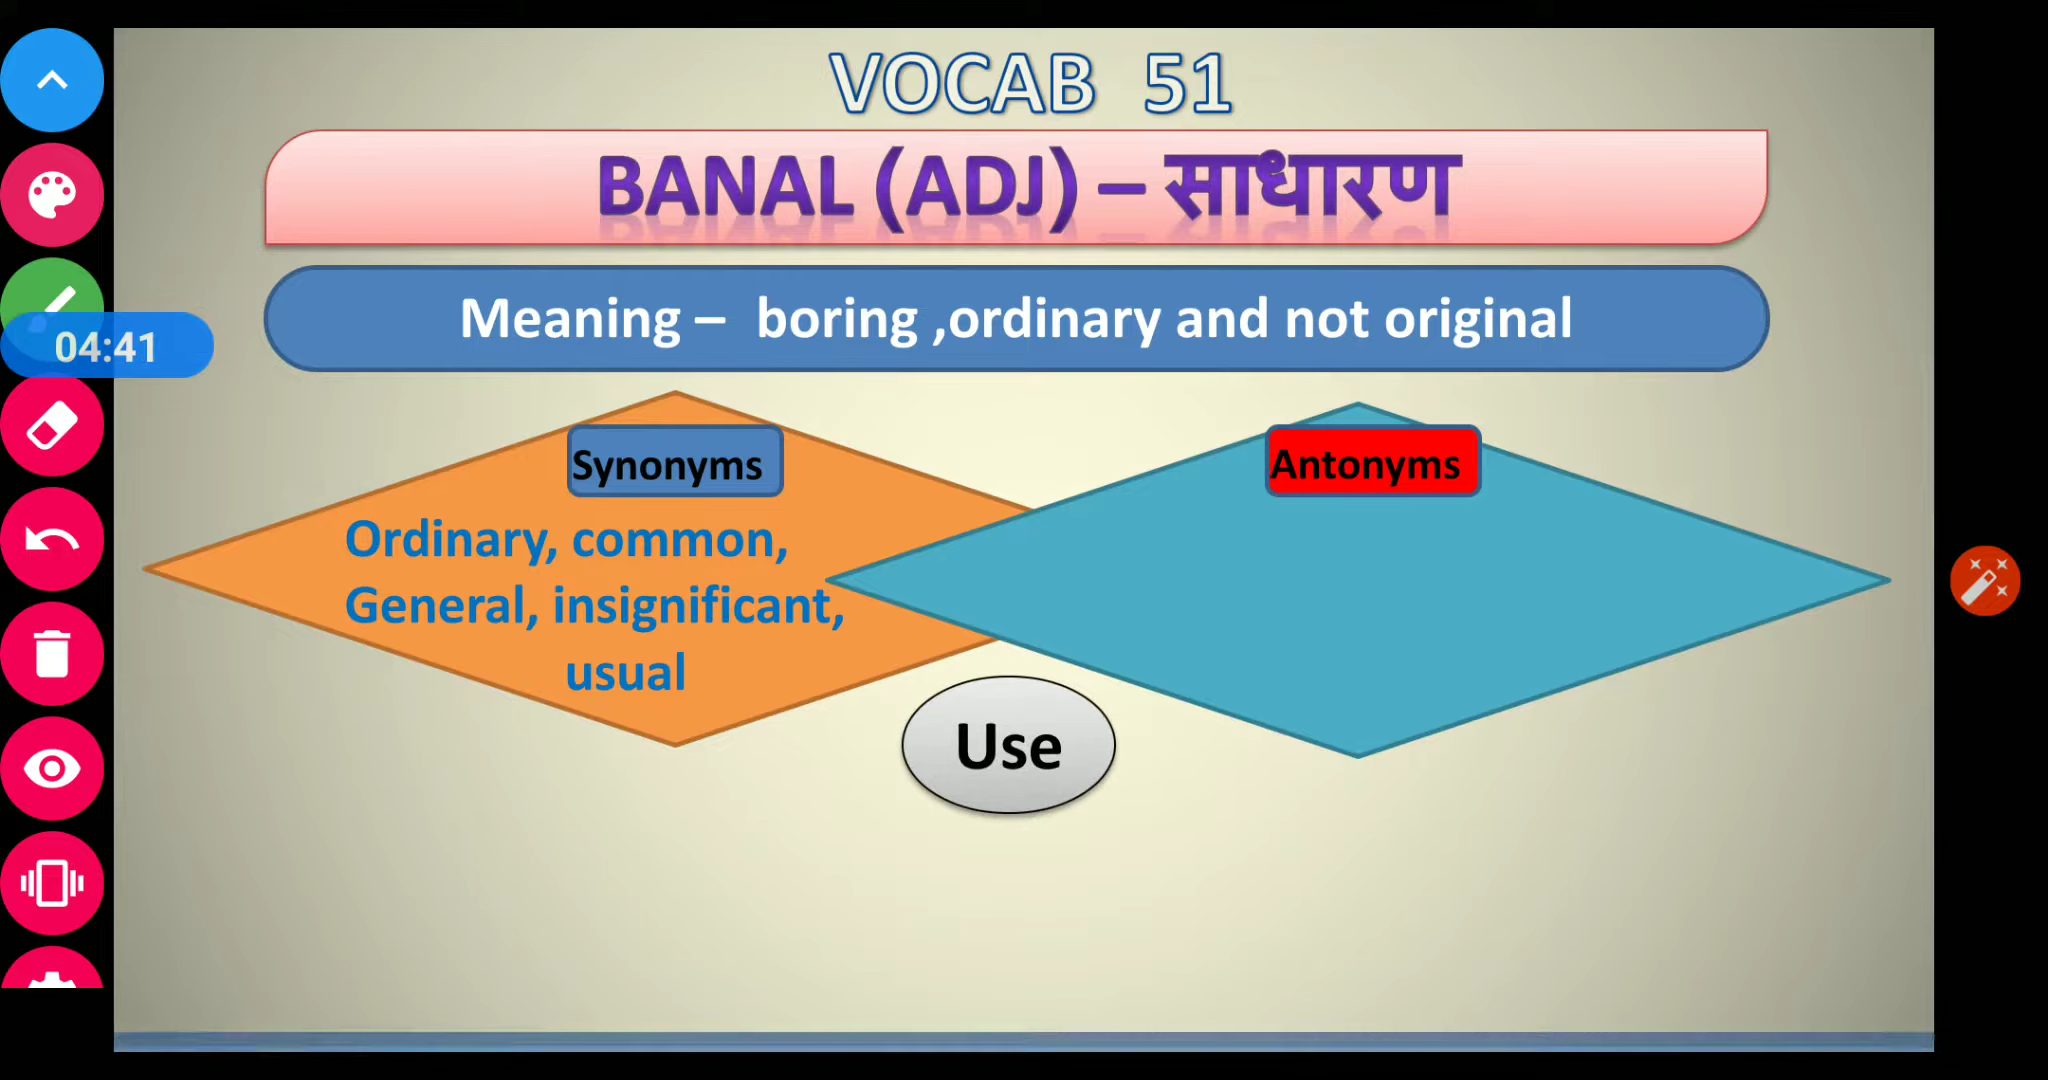 VOCAB 51
BANAL (ADJ) – साधारण
Meaning – boring ,ordinary and not original
04:41
Synonyms
Antonyms
Ordinary, common,
General, insignificant,
usual
Use